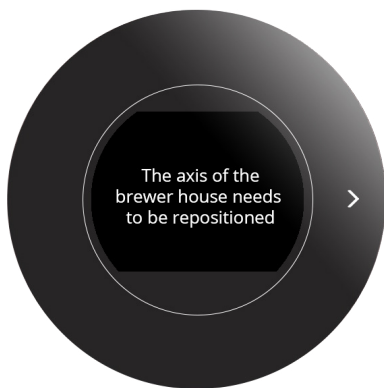 The axis of the
brewer house needs
to be repositioned